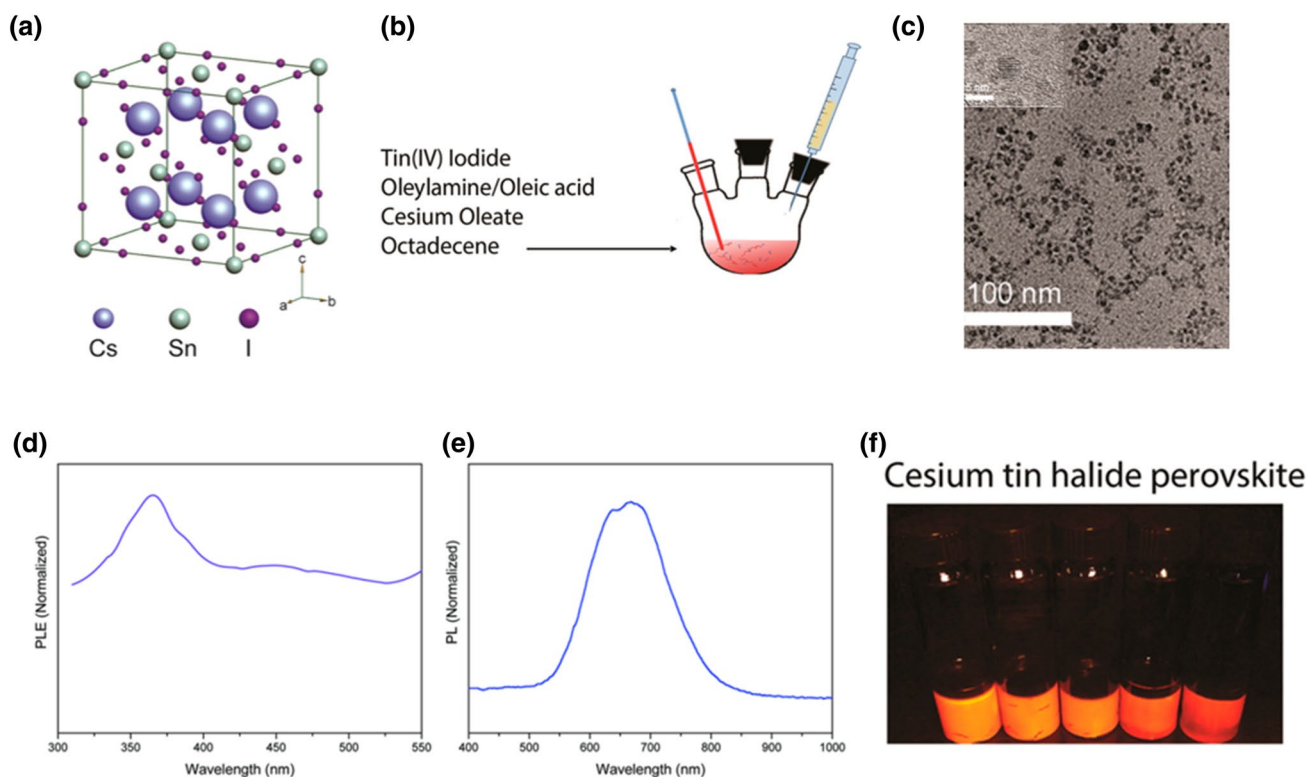 (a)
c
a
b
Cs Sn I
(b)
Tin(IV) Iodide
Oleylamine/Oleic acid
Cesium Oleate
Octadecene
(c)
5 nm
100 nm
(d)
PLE (Normalized)
300 350 400 450 500 550
Wavelength (nm)
(e)
PL (Normalized)
400 500 600 700 800 900 1000
Wavelength (nm)
(f)
Cesium tin halide perovskite